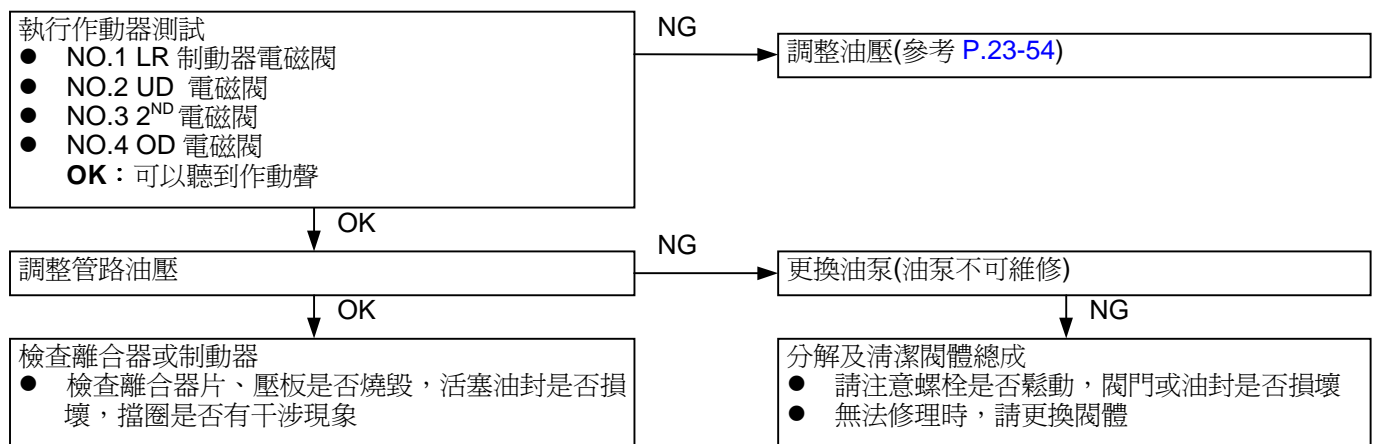 執行作動器測試
● NO.1 LR 制動器電磁閥
● NO.2 UD 電磁閥
● NO.3 2ND 電磁閥
● NO.4 OD 電磁閥
OK：可以聽到作動聲
NG
調整油壓(參考 P.23-54)
OK
調整管路油壓
NG
更換油泵(油泵不可維修)
OK
NG
檢查離合器或制動器
● 檢查離合器片、壓板是否燒毀，活塞油封是否損
壞，擋圈是否有干涉現象
分解及清潔閥體總成
● 請注意螺栓是否鬆動，閥門或油封是否損壞
● 無法修理時，請更換閥體